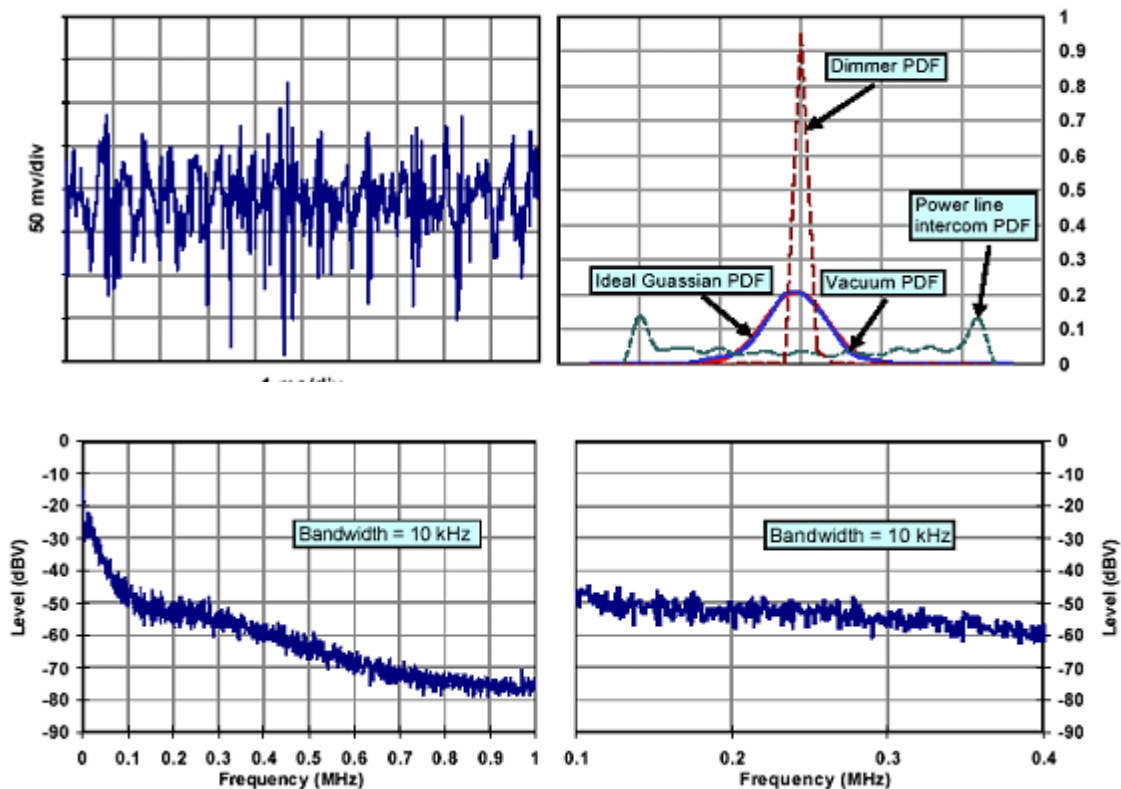 50 mv/div
1
0.9
0.8
0.7
0.6
0.5
0.4
0.3
0.2
0.1
0
Dimmer PDF
Power line
intercom PDF
Ideal Guassian PDF
Vacuum PDF
0
-10
-20
-30
-40
-50
-60
-70
-80
-90
Level (dBV)
Bandwidth = 10 kHz
0 0.1 0.2 0.3 0.4 0.5 0.6 0.7 0.8 0.9 1
Frequency (MHz)
Bandwidth = 10 kHz
0
-10
-20
-30
-40
-50
-60
-70
-80
-90
Level (dBV)
0.1 0.2 0.3 0.4
Frequency (MHz)